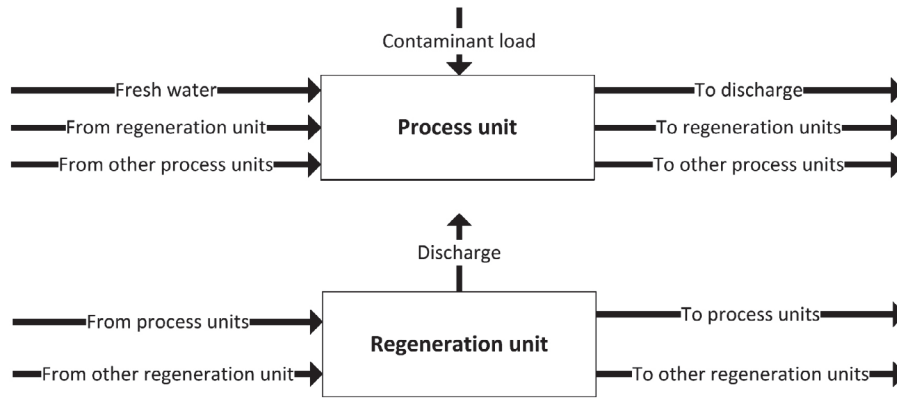 Contaminant load
Fresh water
To discharge
From regeneration unit
Process unit
To regeneration units
From other process units
To other process units
Discharge
From process units
To process units
Regeneration unit
From other regeneration unit
To other regeneration units